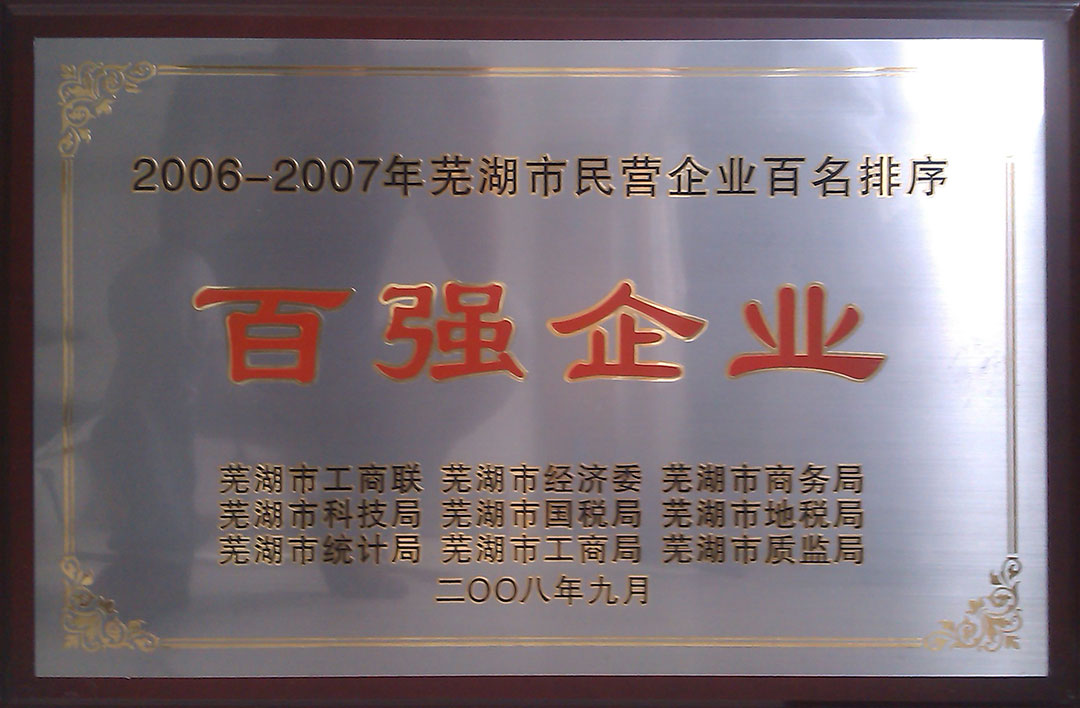 2006-2007年芜湖市民营企业百名排序
百强企业
芜湖市工商联 芜湖市经济委 芜湖市商务局
芜湖市科技局 芜湖市国税局 芜湖市地税局
芜湖市统计局 芜湖市工商局 芜湖市质监局
二〇〇八年九月